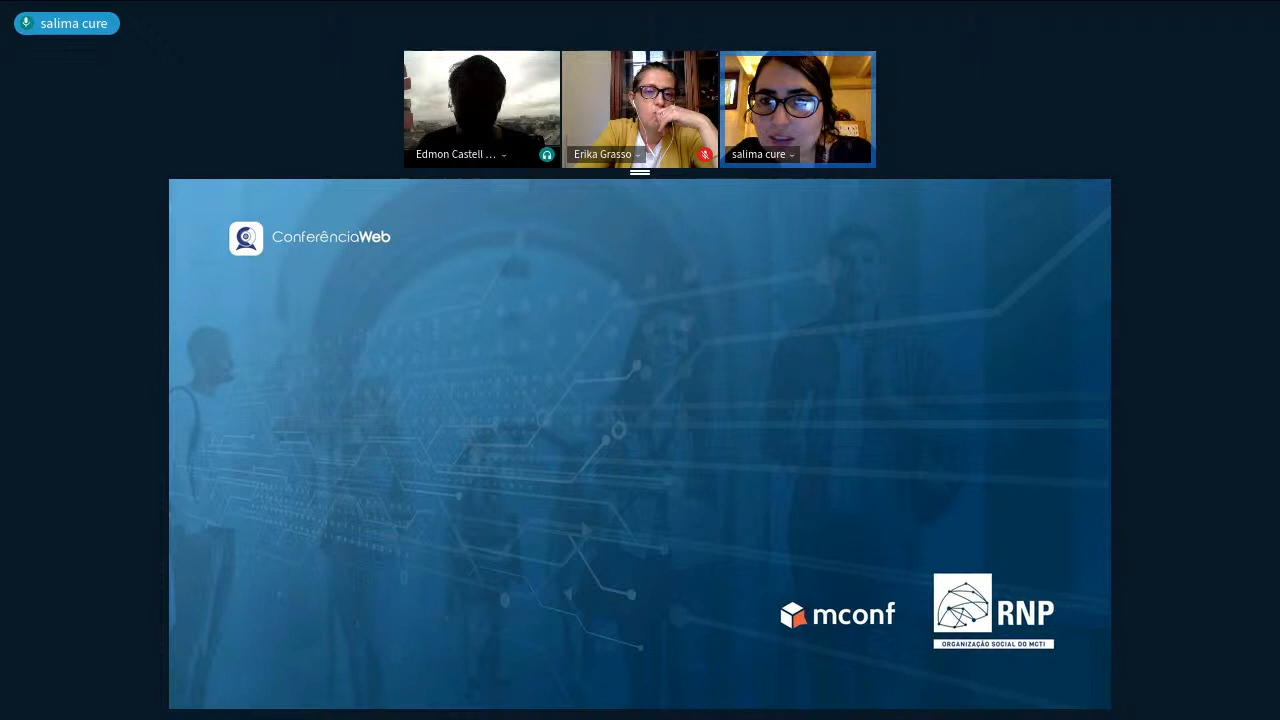 salima cure
Edmon Castell ...
Erika Grasso
salima cure
ConferênciaWeb
mconf
RNP
ORGANIZAÇÃO SOCIAL DO MCTI